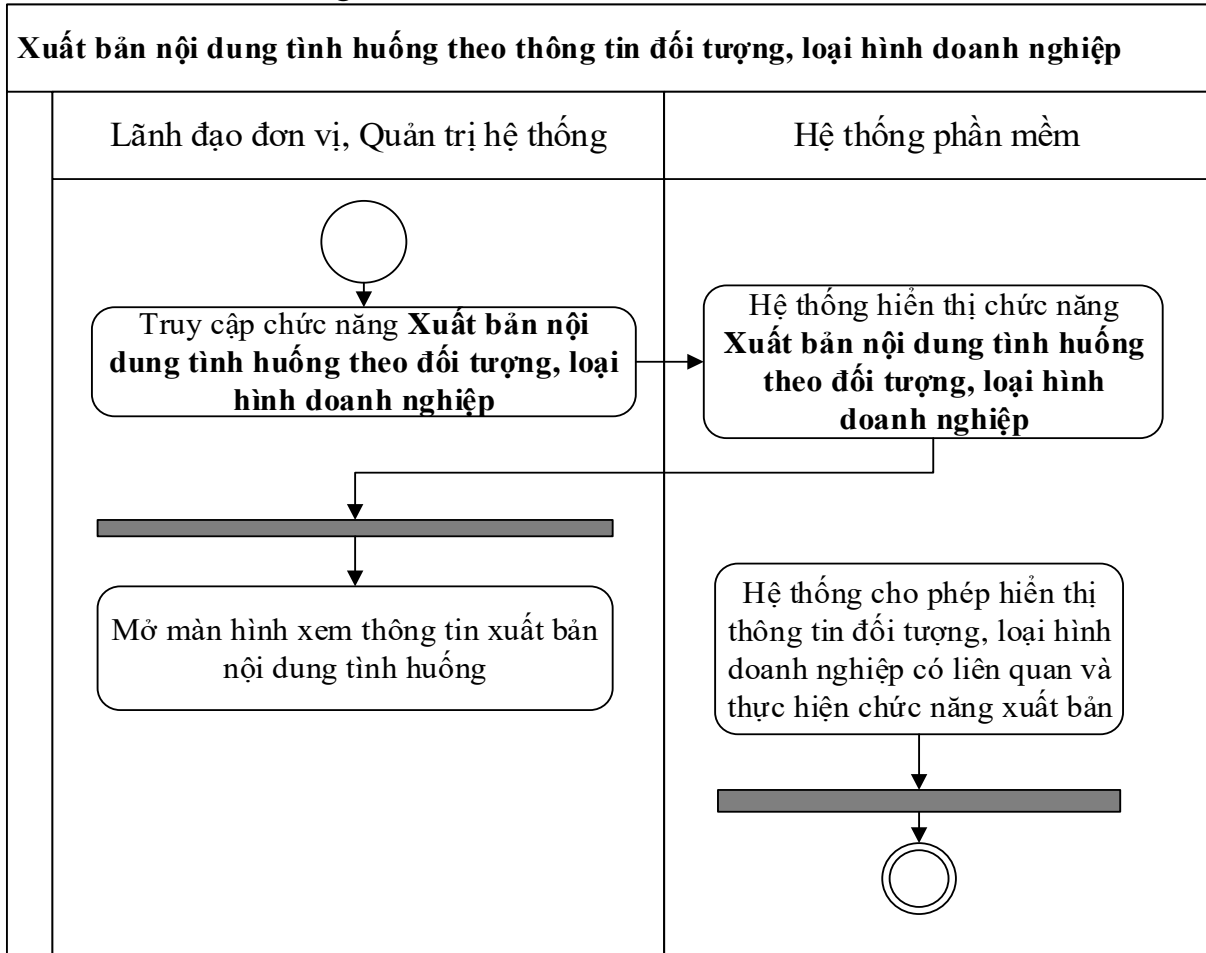 Xuất bản nội dung tình huống theo thông tin đối tượng, loại hình doanh nghiệp
Lãnh đạo đơn vị, Quản trị hệ thống
Hệ thống phần mềm
Truy cập chức năng Xuất bản nội
dung tình huống theo đối tượng, loại
hình doanh nghiệp
Hệ thống hiển thị chức năng
Xuất bản nội dung tình huống
theo đối tượng, loại hình
doanh nghiệp
Mở màn hình xem thông tin xuất bản
nội dung tình huống
Hệ thống cho phép hiển thị
thông tin đối tượng, loại hình
doanh nghiệp có liên quan và
thực hiện chức năng xuất bản